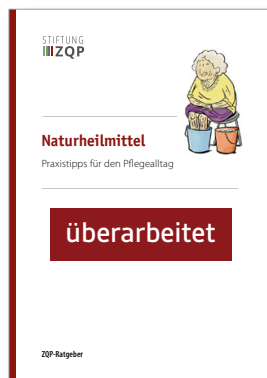 STIFTUNG
ZQP
Naturheilmittel
Praxistipps für den Pflegealltag
überarbeitet
ZQP-Ratgeber